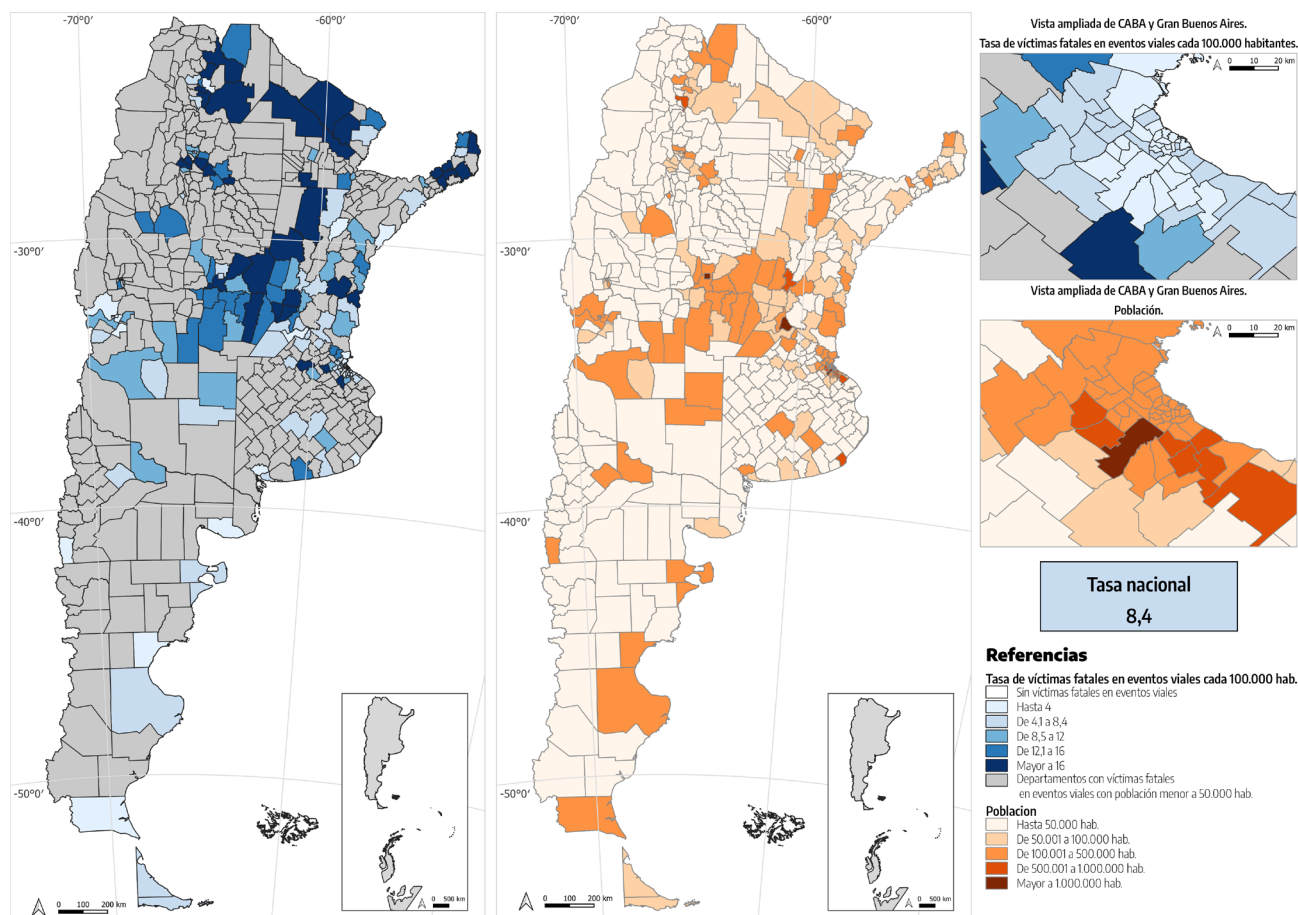 -70°0'
-60°0'
-30°0'
-40°0'
-50°0'
0 100 200 km
0 500 km
-70°0'
-60°0'
-30°0'
-40°0'
-50°0'
0 100 200 km
0 500 km
Vista ampliada de CABA y Gran Buenos Aires.
Tasa de víctimas fatales en eventos viales cada 100.000 habitantes.
0 10 20 km
Vista ampliada de CABA y Gran Buenos Aires.
Población.
0 10 20 km
Tasa nacional
8,4
Referencias
Tasa de víctimas fatales en eventos viales cada 100.000 hab.
Sin víctimas fatales en eventos viales
Hasta 4
De 4,1 a 8,4
De 8,5 a 12
De 12,1 a 16
Mayor a 16
Departamentos con víctimas fatales
en eventos viales con población menor a 50.000 hab.
Poblacion
Hasta 50.000 hab.
De 50.001 a 100.000 hab.
De 100.001 a 500.000 hab.
De 500.001 a 1.000.000 hab.
Mayor a 1.000.000 hab.